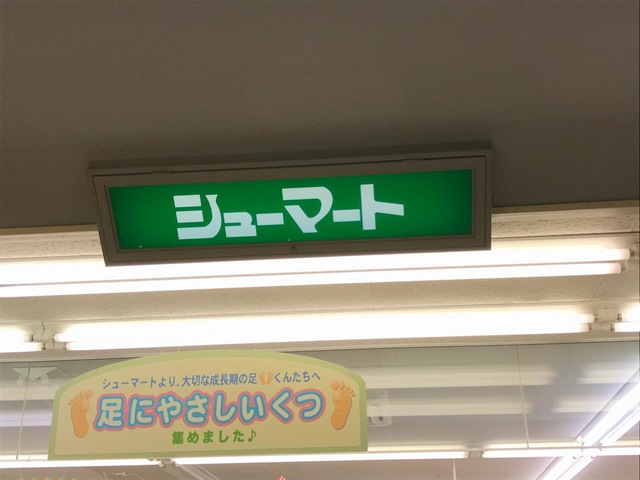 シューマート
シューマートより、大切な成長期の足くんたちへ
足にやさしいくつ
集めました♪